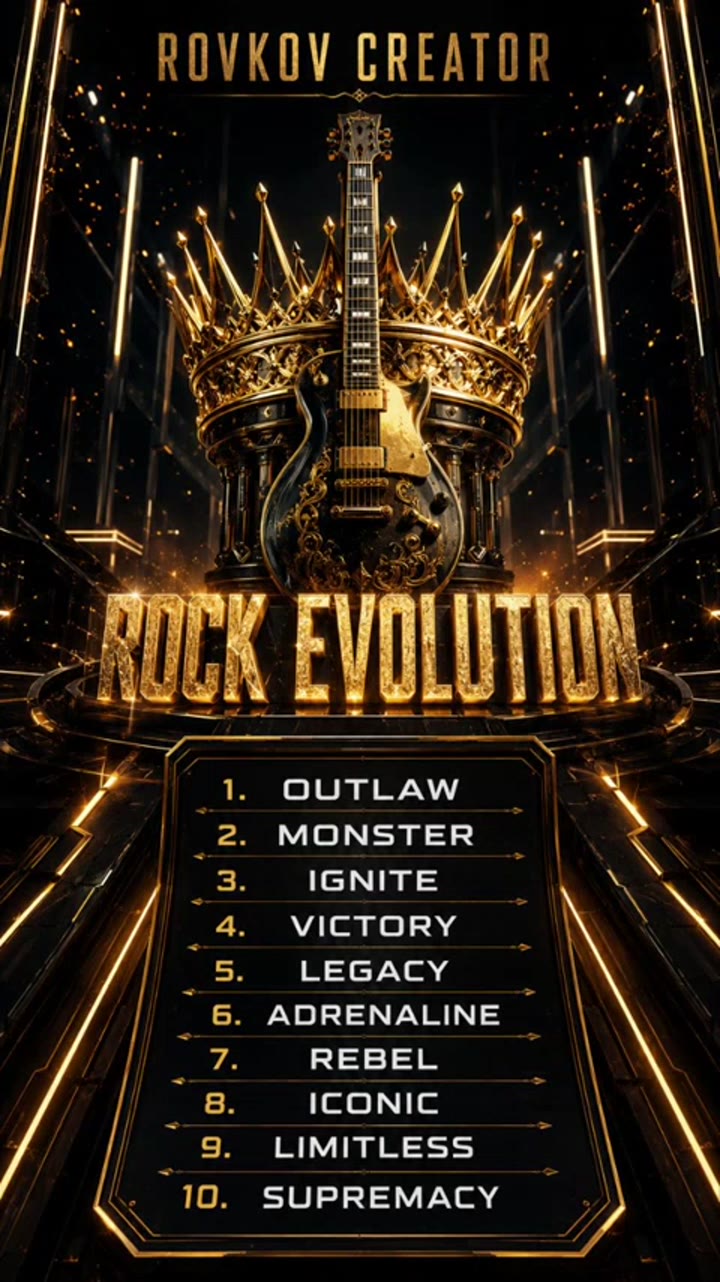 ROVKOV CREATOR
ROCK EVOLUTION
1. OUTLAW
2. MONSTER
3. IGNITE
4. VICTORY
5. LEGACY
6. ADRENALINE
7. REBEL
8. ICONIC
9. LIMITLESS
10. SUPREMACY